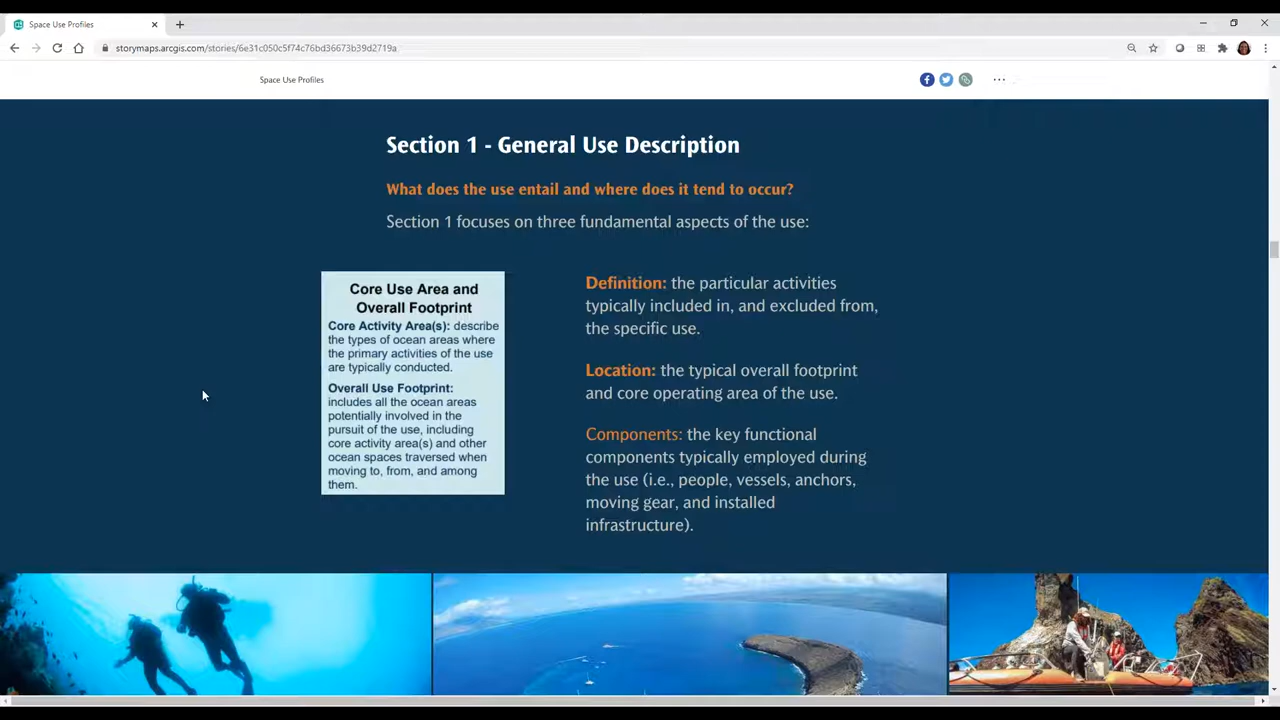 Space Use Profiles
storymaps.arcgis.com/stories/6e31c050c5f74c76bd36673b39d2719a
Space Use Profiles
Section 1 - General Use Description
What does the use entail and where does it tend to occur?
Section 1 focuses on three fundamental aspects of the use:
Core Use Area and
Overall Footprint
Core Activity Area(s): describe
the types of ocean areas where
the primary activities of the use
are typically conducted.
Overall Use Footprint:
includes all the ocean areas
potentially involved in the
pursuit of the use, including
core activity area(s) and other
ocean spaces traversed when
moving to, from, and among
them.
Definition: the particular activities
typically included in, and excluded from,
the specific use.
Location: the typical overall footprint
and core operating area of the use.
Components: the key functional
components typically employed during
the use (i.e., people, vessels, anchors,
moving gear, and installed
infrastructure).